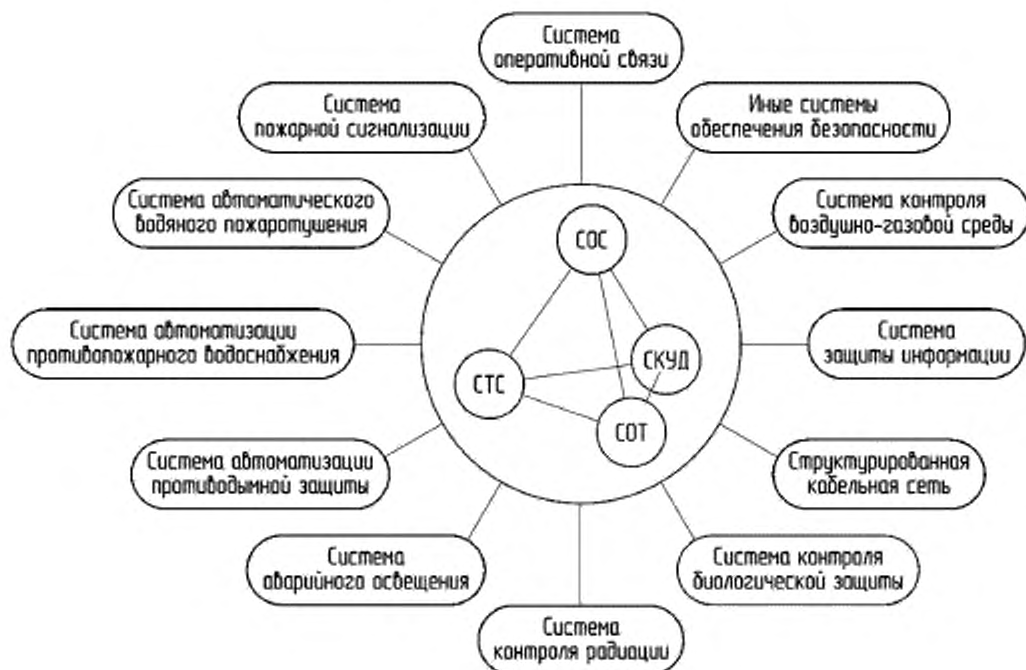 Система
оперативной связи
Система
пожарной сигнализации
Иные системы
обеспечения безопасности
Система автоматического
водяного пожаротушения
Система контроля
воздушно-газовой среды
СОС
Система автоматизации
противопожарного водоснабжения
Система
защиты информации
СКУД
СТС
СОТ
Система автоматизации
противодымной защиты
Структурированная
кабельная сеть
Система
аварийного освещения
Система контроля
биологической защиты
Система
контроля радиации